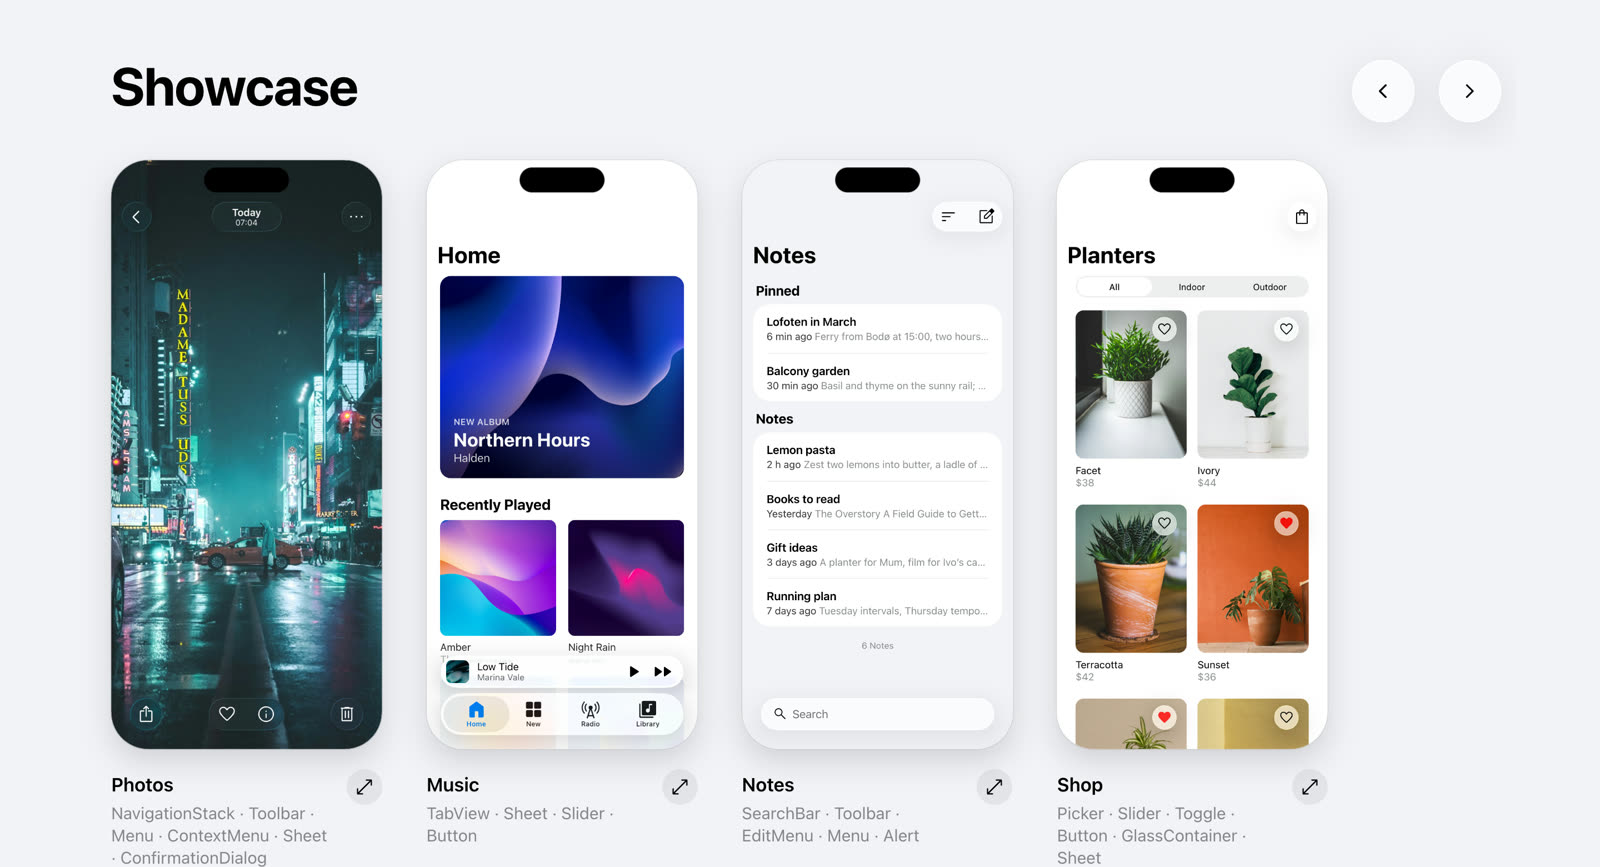 Showcase
Today
07:04
MADAME TUSSUDS
Home
NEW ALBUM
Northern Hours
Halden
Recently Played
Amber
Night Rain
Low Tide
Marina Vale
Home
New
Radio
Library
Notes
Pinned
Lofoten in March
6 min ago Ferry from Bodø at 15:00, two hours...
Balcony garden
30 min ago Basil and thyme on the sunny rail; ...
Notes
Lemon pasta
2 h ago Zest two lemons into butter, a ladle of ...
Books to read
Yesterday The Overstory A Field Guide to Gett...
Gift ideas
3 days ago A planter for Mum, film for Ivo's ca...
Running plan
7 days ago Tuesday intervals, Thursday tempo...
6 Notes
Search
Planters
All
Indoor
Outdoor
Facet
$38
Ivory
$44
Terracotta
$42
Sunset
$36
Photos
NavigationStack · Toolbar ·
Menu · ContextMenu · Sheet
· ConfirmationDialog
Music
TabView · Sheet · Slider ·
Button
Notes
SearchBar · Toolbar ·
EditMenu · Menu · Alert
Shop
Picker · Slider · Toggle ·
Button · GlassContainer ·
Sheet